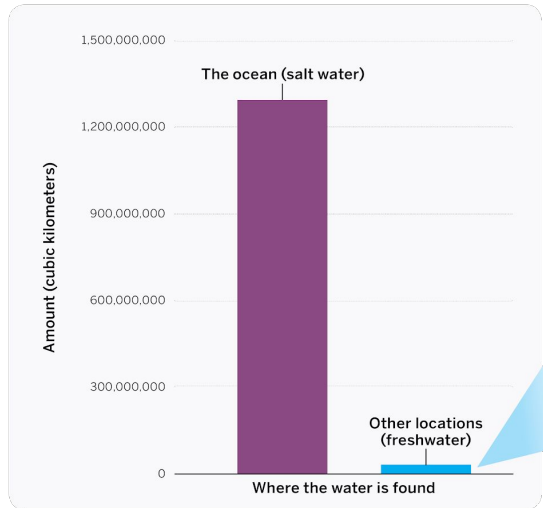 1,500,000,000
The ocean (salt water)
1,200,000,000
900,000,000
Amount (cubic kilometers)
600,000,000
300,000,000
Other locations
(freshwater)
0
Where the water is found